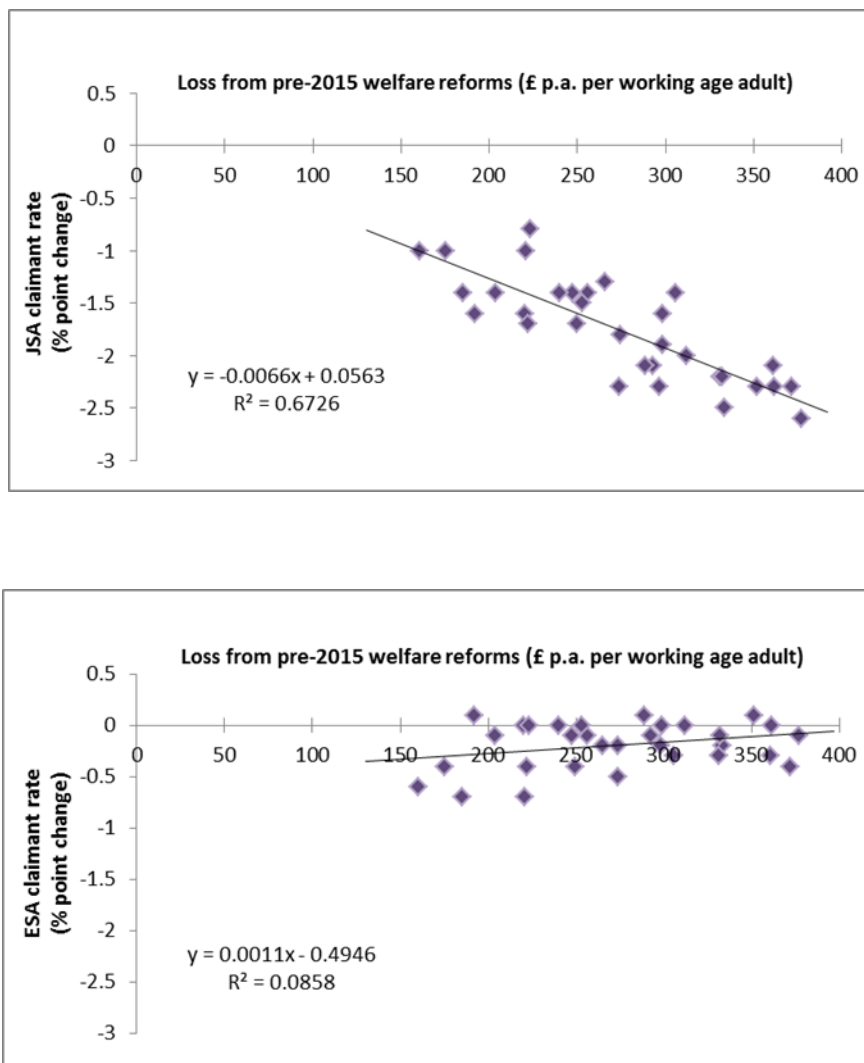 Loss from pre-2015 welfare reforms (£ p.a. per working age adult)
0.5
0
0 50 100 150 200 250 300 350 400
-0.5
-1
-1.5
-2
-2.5
-3
JSA claimant rate
(% point change)
y = -0.0066x + 0.0563
R² = 0.6726
Loss from pre-2015 welfare reforms (£ p.a. per working age adult)
0.5
0
0 50 100 150 200 250 300 350 400
-0.5
-1
-1.5
-2
-2.5
-3
ESA claimant rate
(% point change)
y = 0.0011x - 0.4946
R² = 0.0858